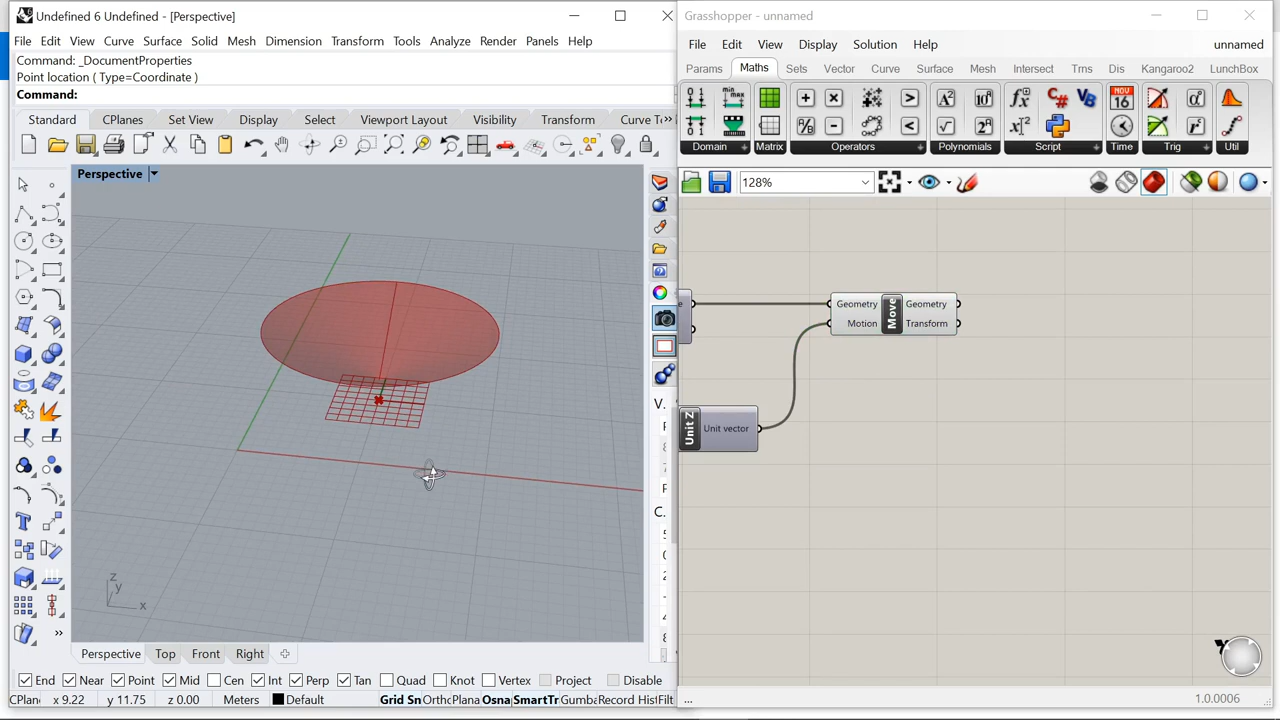 Undefined 6 Undefined - [Perspective]
File Edit View Curve Surface Solid Mesh Dimension Transform Tools Analyze Render Panels Help
Command: _DocumentProperties
Point location ( Type=Coordinate )
Command:
Standard CPlanes Set View Display Select Viewport Layout Visibility Transform Curve To
Perspective
V.
C.
z
y
x
Perspective Top Front Right
End Near Point Mid Cen Int Perp Tan Quad Knot Vertex Project Disable
CPlan x 9.22 y 11.75 z 0.00 Meters Default Grid Sn Ortho Plana Osna SmartTr Gumba Record His Filt
Grasshopper - unnamed
File Edit View Display Solution Help unnamed
Params Maths Sets Vector Curve Surface Mesh Intersect Trns Dis Kangaroo2 LunchBox
Domain Matrix Operators Polynomials Script Time Trig Util
128%
Geometry Move Geometry
Motion Transform
Unit Z Unit vector
... 1.0.0006